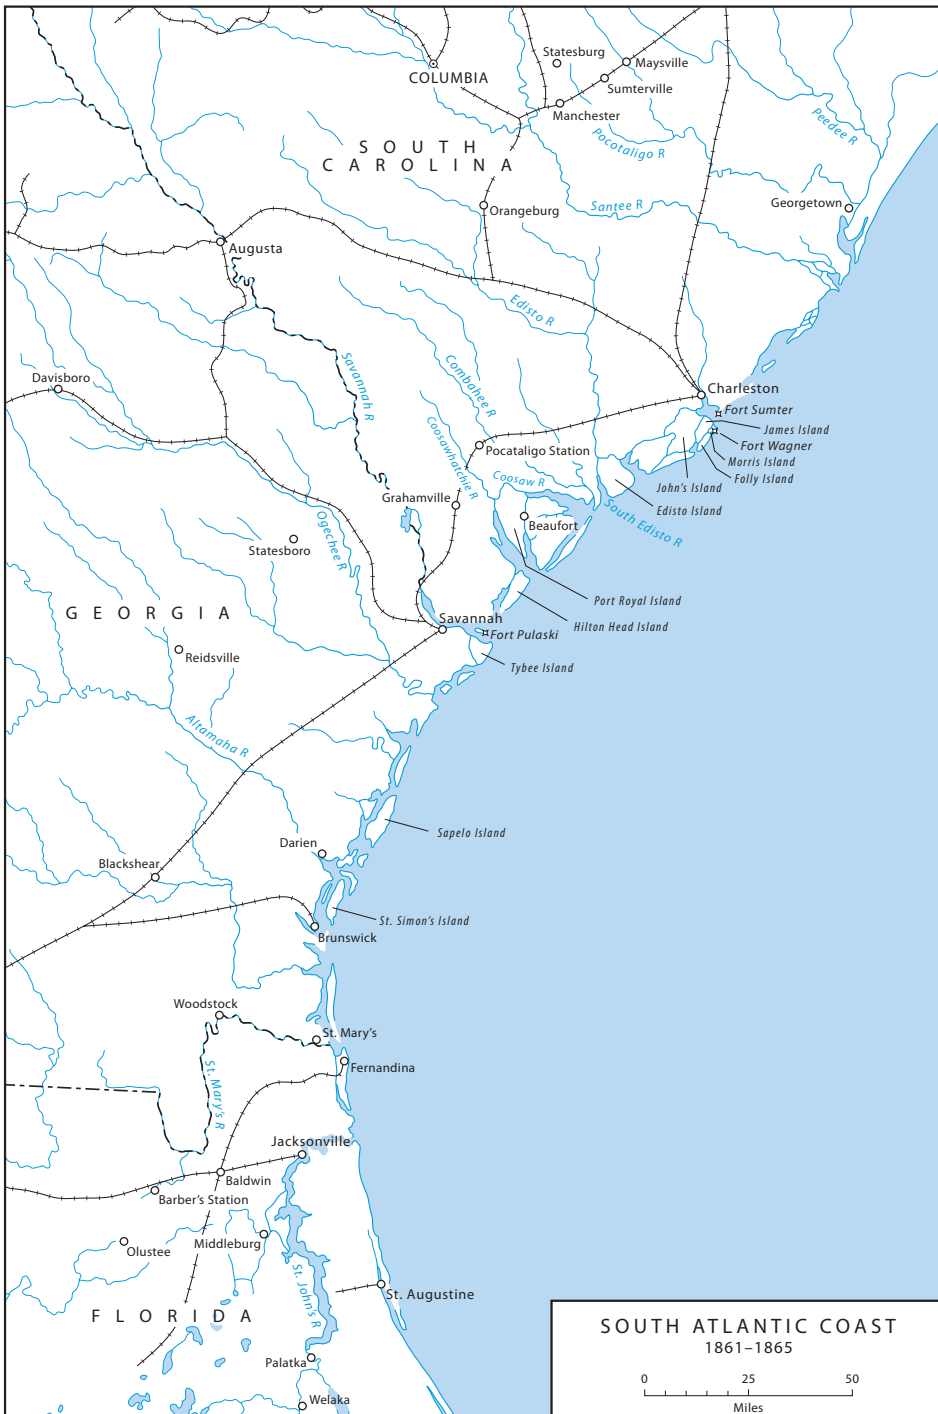 Statesburg
COLUMBIA
Maysville
Sumterville
Manchester
Peedee R
Pocotaligo R
SOUTH
CAROLINA
Santee R
Georgetown
Orangeburg
Augusta
Edisto R
Savannah R
Combahee R
Davisboro
Charleston
Fort Sumter
James Island
Fort Wagner
Morris Island
Folly Island
Coosawhatchie R
Pocataligo Station
Coosaw R
John's Island
Edisto Island
Grahamville
South Edisto R
Beaufort
Ogechee R
Statesboro
Port Royal Island
GEORGIA
Savannah
Hilton Head Island
Fort Pulaski
Reidsville
Tybee Island
Altamaha R
Sapelo Island
Darien
Blackshear
St. Simon's Island
Brunswick
Woodstock
St. Mary's
Fernandina
St. Mary's R
Jacksonville
Baldwin
Barber's Station
Middleburg
Olustee
St. John's R
St. Augustine
FLORIDA
Palatka
Welaka
SOUTH ATLANTIC COAST
1861–1865
0 25 50
Miles